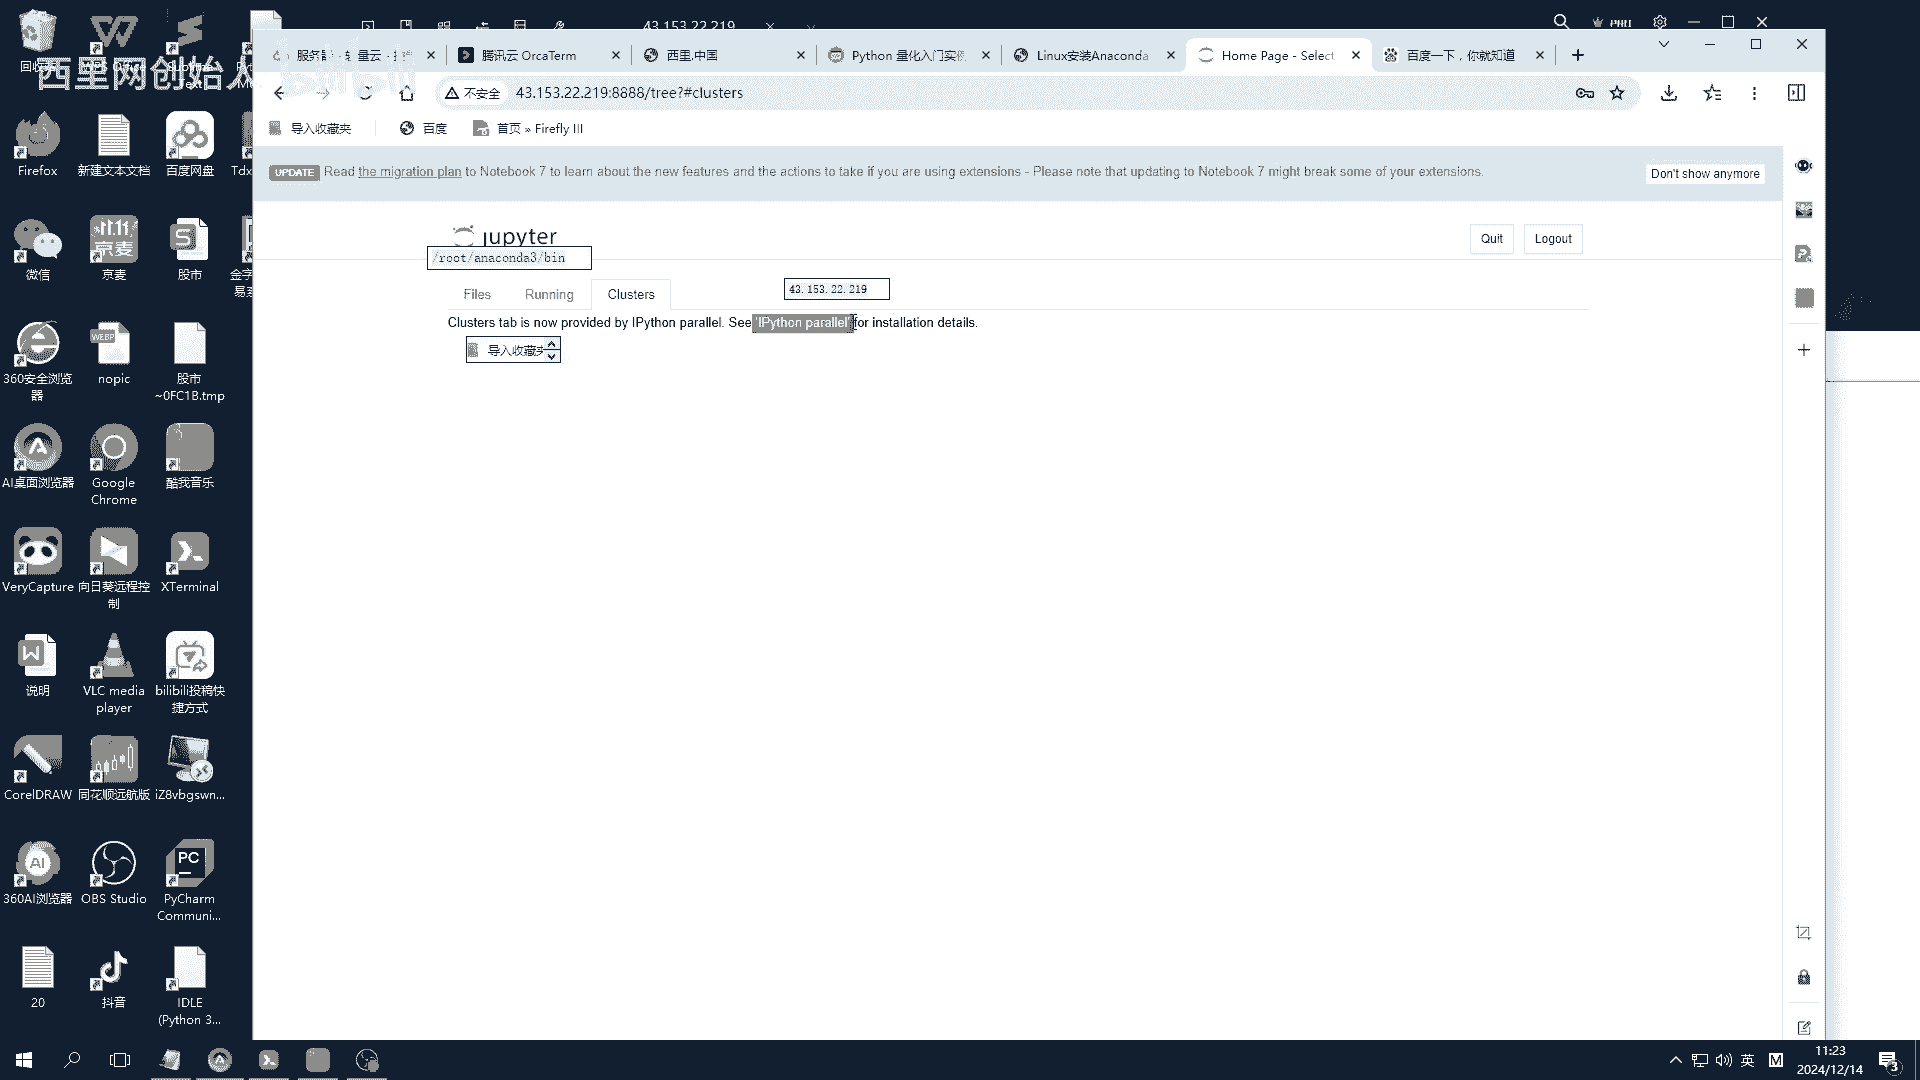 43.153.22.219
服务器
腾讯云 OrcaTerm
西里.中国
Python 量化入门实例
Linux安装Anaconda
Home Page - Select
百度一下，你就知道
西里网创始人
不安全
43.153.22.219:8888/tree?#clusters
导入收藏夹
百度
首页 » Firefly III
UPDATE Read the migration plan to Notebook 7 to learn about the new features and the actions to take if you are using extensions - Please note that updating to Notebook 7 might break some of your extensions.
Don't show anymore
jupyter
/root/anaconda3/bin
Quit
Logout
Files
Running
Clusters
43.153.22.219
Clusters tab is now provided by IPython parallel. See 'IPython parallel' for installation details.
导入收藏夹
Firefox
新建文本文档
百度网盘
Tdx
微信
京麦
股市
金字
易系
360安全浏览器
nopic
股市
~0FC1B.tmp
AI桌面浏览器
Google
Chrome
酷我音乐
VeryCapture
向日葵远程控制
XTerminal
说明
VLC media
player
bilibili投稿快捷方式
CorelDRAW
同花顺远航版
iZ8vbgswn...
360AI浏览器
OBS Studio
PyCharm
Communi...
20
抖音
IDLE
(Python 3...
英
11:23
2024/12/14
3